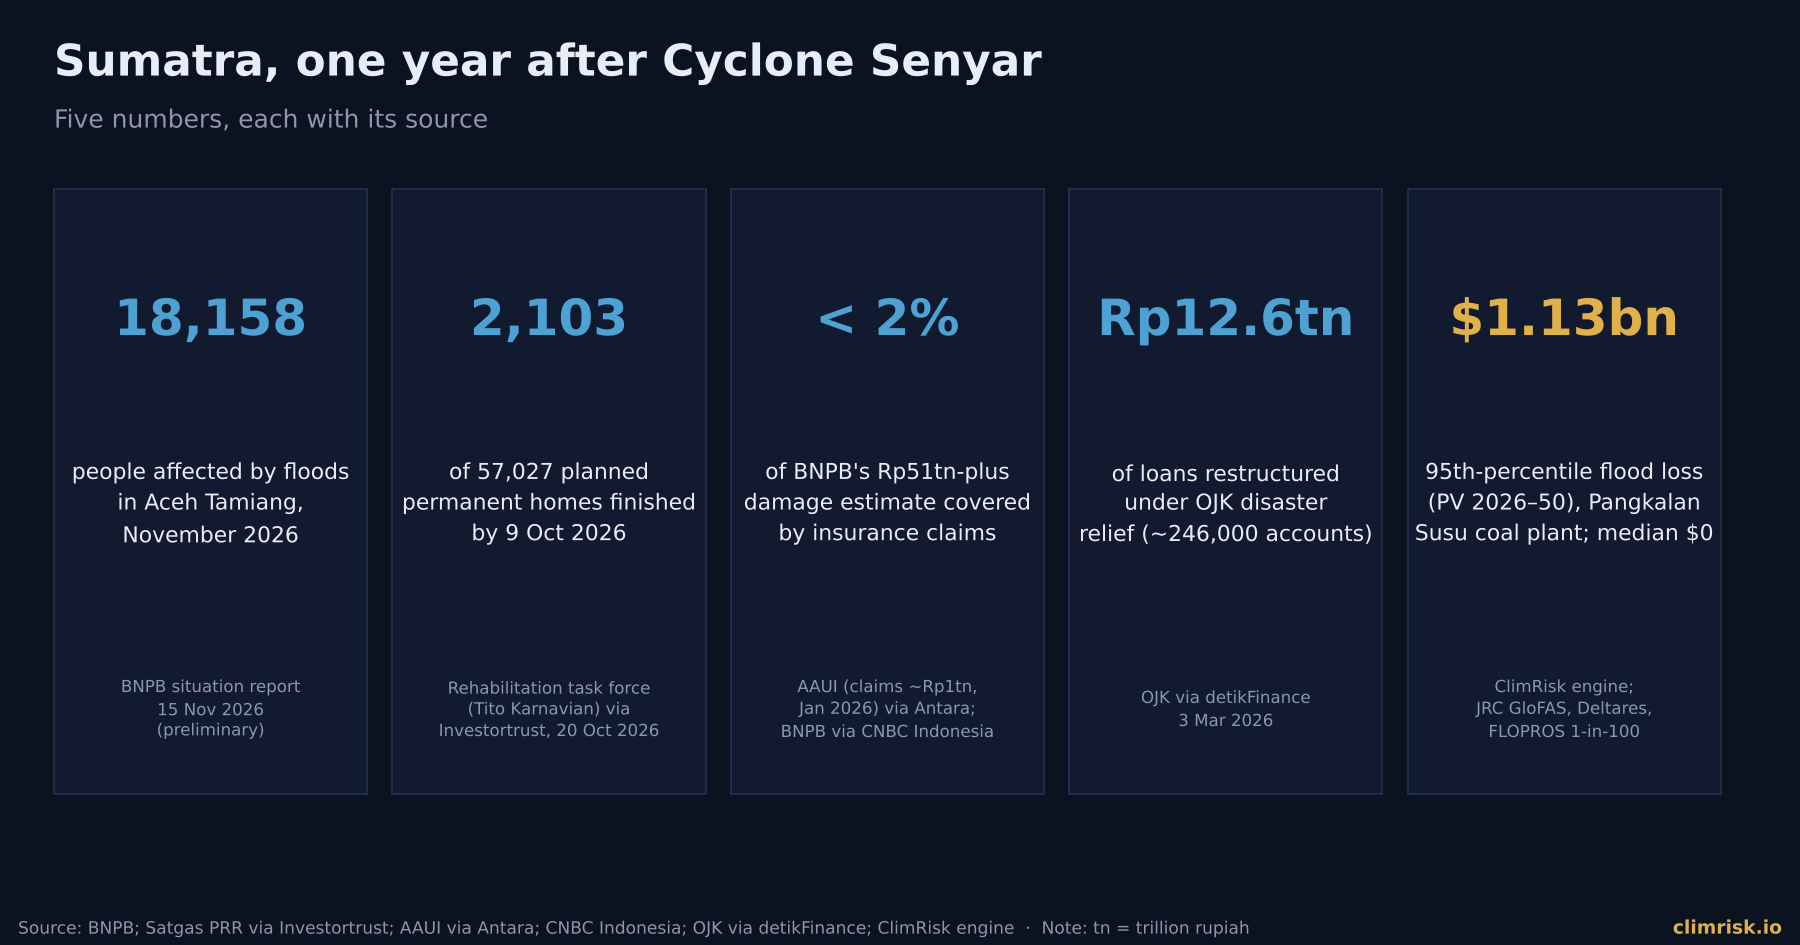 Sumatra, one year after Cyclone Senyar
Five numbers, each with its source
18,158
people affected by floods
in Aceh Tamiang,
November 2026
BNPB situation report
15 Nov 2026
(preliminary)
2,103
of 57,027 planned
permanent homes finished
by 9 Oct 2026
Rehabilitation task force
(Tito Karnavian) via
Investortrust, 20 Oct 2026
< 2%
of BNPB's Rp51tn-plus
damage estimate covered
by insurance claims
AAUI (claims ~Rp1tn,
Jan 2026) via Antara;
BNPB via CNBC Indonesia
Rp12.6tn
of loans restructured
under OJK disaster
relief (~246,000 accounts)
OJK via detikFinance
3 Mar 2026
$1.13bn
95th-percentile flood loss
(PV 2026–50), Pangkalan
Susu coal plant; median $0
ClimRisk engine;
JRC GloFAS, Deltares,
FLOPROS 1-in-100
Source: BNPB; Satgas PRR via Investortrust; AAUI via Antara; CNBC Indonesia; OJK via detikFinance; ClimRisk engine · Note: tn = trillion rupiah
climrisk.io